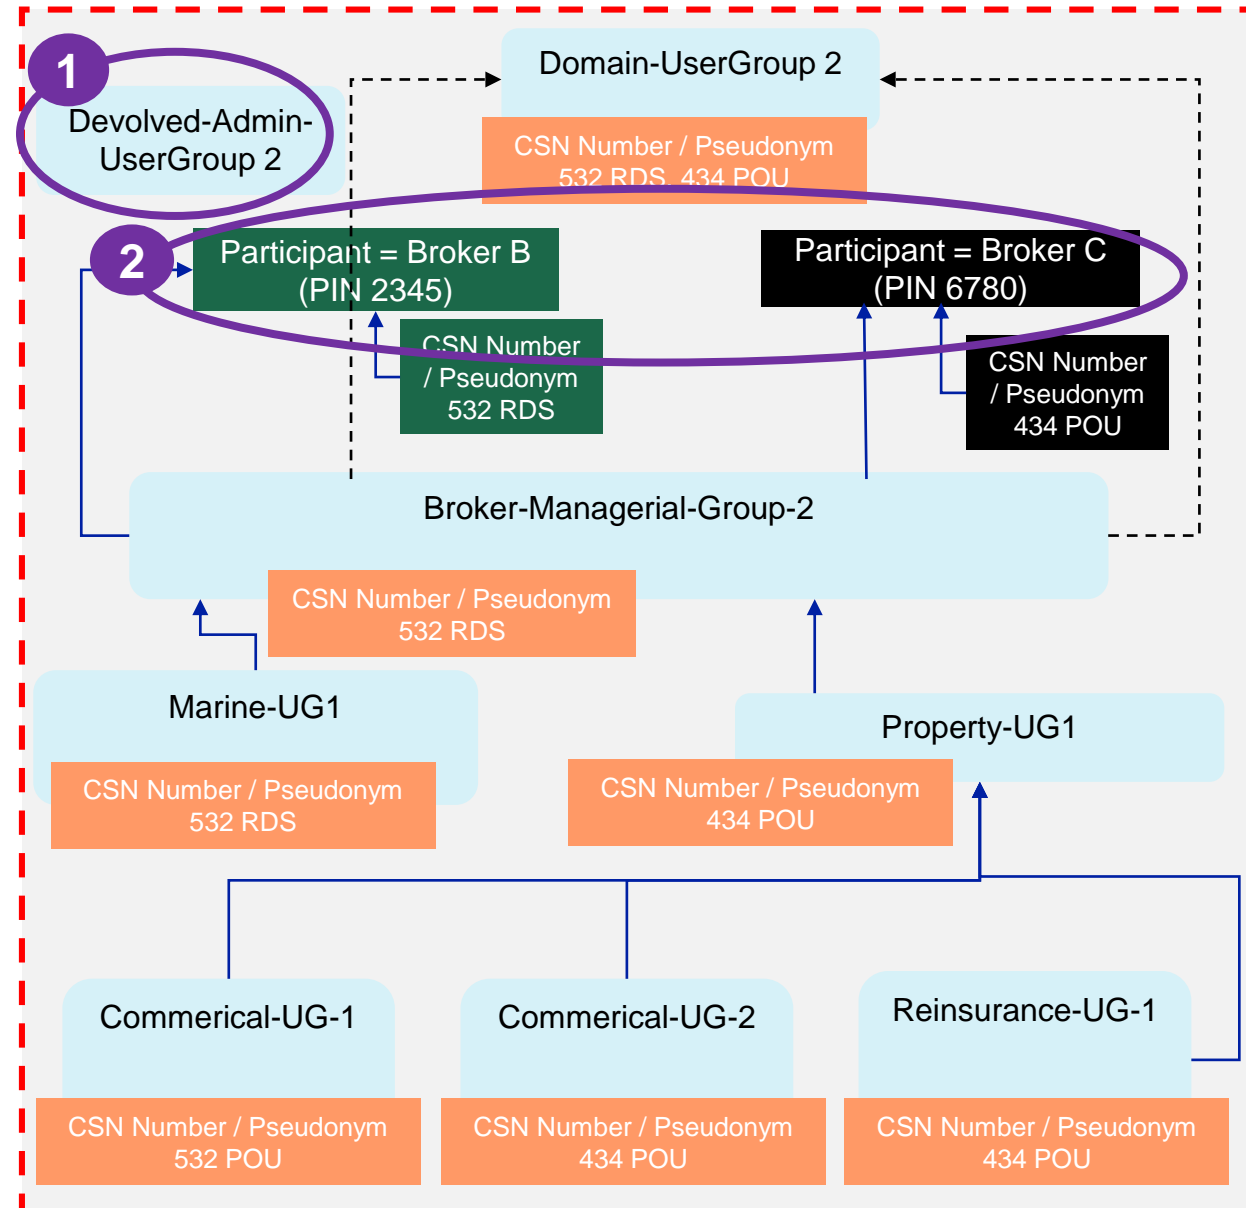 1
Devolved-Admin-
UserGroup 2
Domain-UserGroup 2
CSN Number / Pseudonym
532 RDS, 434 POU
2
Participant = Broker B
(PIN 2345)
Participant = Broker C
(PIN 6780)
CSN Number
/ Pseudonym
532 RDS
CSN Number
/ Pseudonym
434 POU
Broker-Managerial-Group-2
CSN Number / Pseudonym
532 RDS
Marine-UG1
CSN Number / Pseudonym
532 RDS
Property-UG1
CSN Number / Pseudonym
434 POU
Commerical-UG-1
CSN Number / Pseudonym
532 POU
Commerical-UG-2
CSN Number / Pseudonym
434 POU
Reinsurance-UG-1
CSN Number / Pseudonym
434 POU